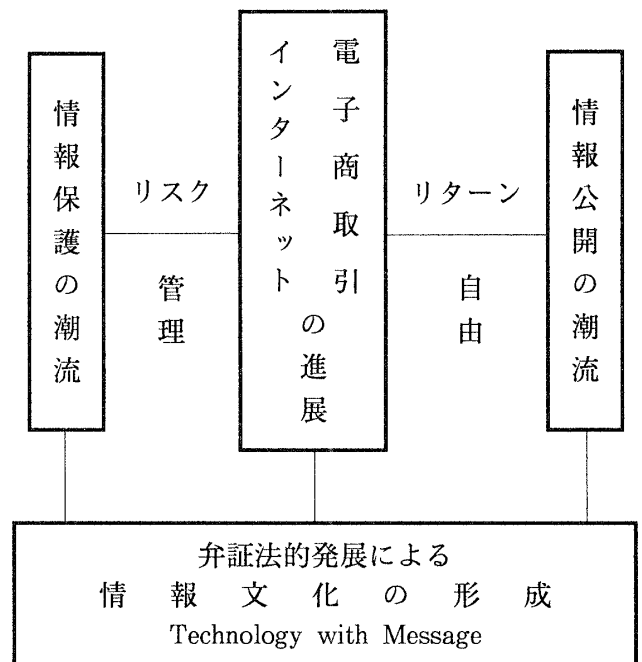 情報保護の潮流
リスク
管理
電子商取引
インターネット
の進展
リターン
自由
情報公開の潮流
弁証法的発展による
情報文化の形成
Technology with Message